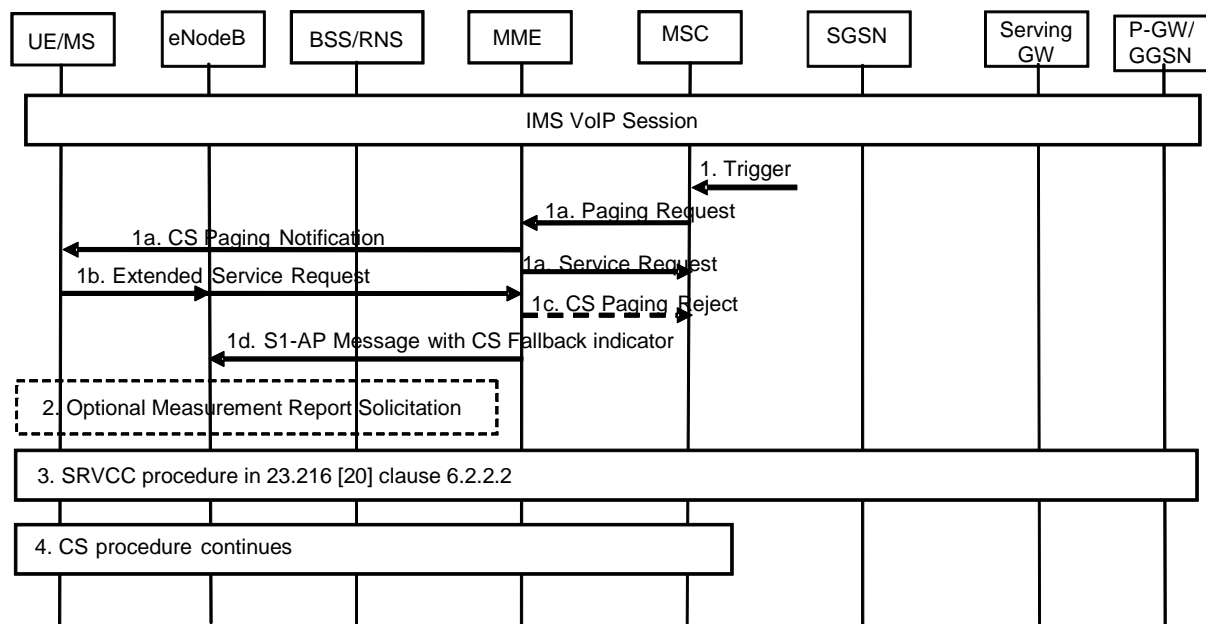 UE/MS
eNodeB
BSS/RNS
MME
MSC
SGSN
Serving
GW
P-GW/
GGSN
IMS VoIP Session
1. Trigger
1a. Paging Request
1a. CS Paging Notification
1a. Service Request
1b. Extended Service Request
1c. CS Paging Reject
1d. S1-AP Message with CS Fallback indicator
2. Optional Measurement Report Solicitation
3. SRVCC procedure in 23.216 [20] clause 6.2.2.2
4. CS procedure continues